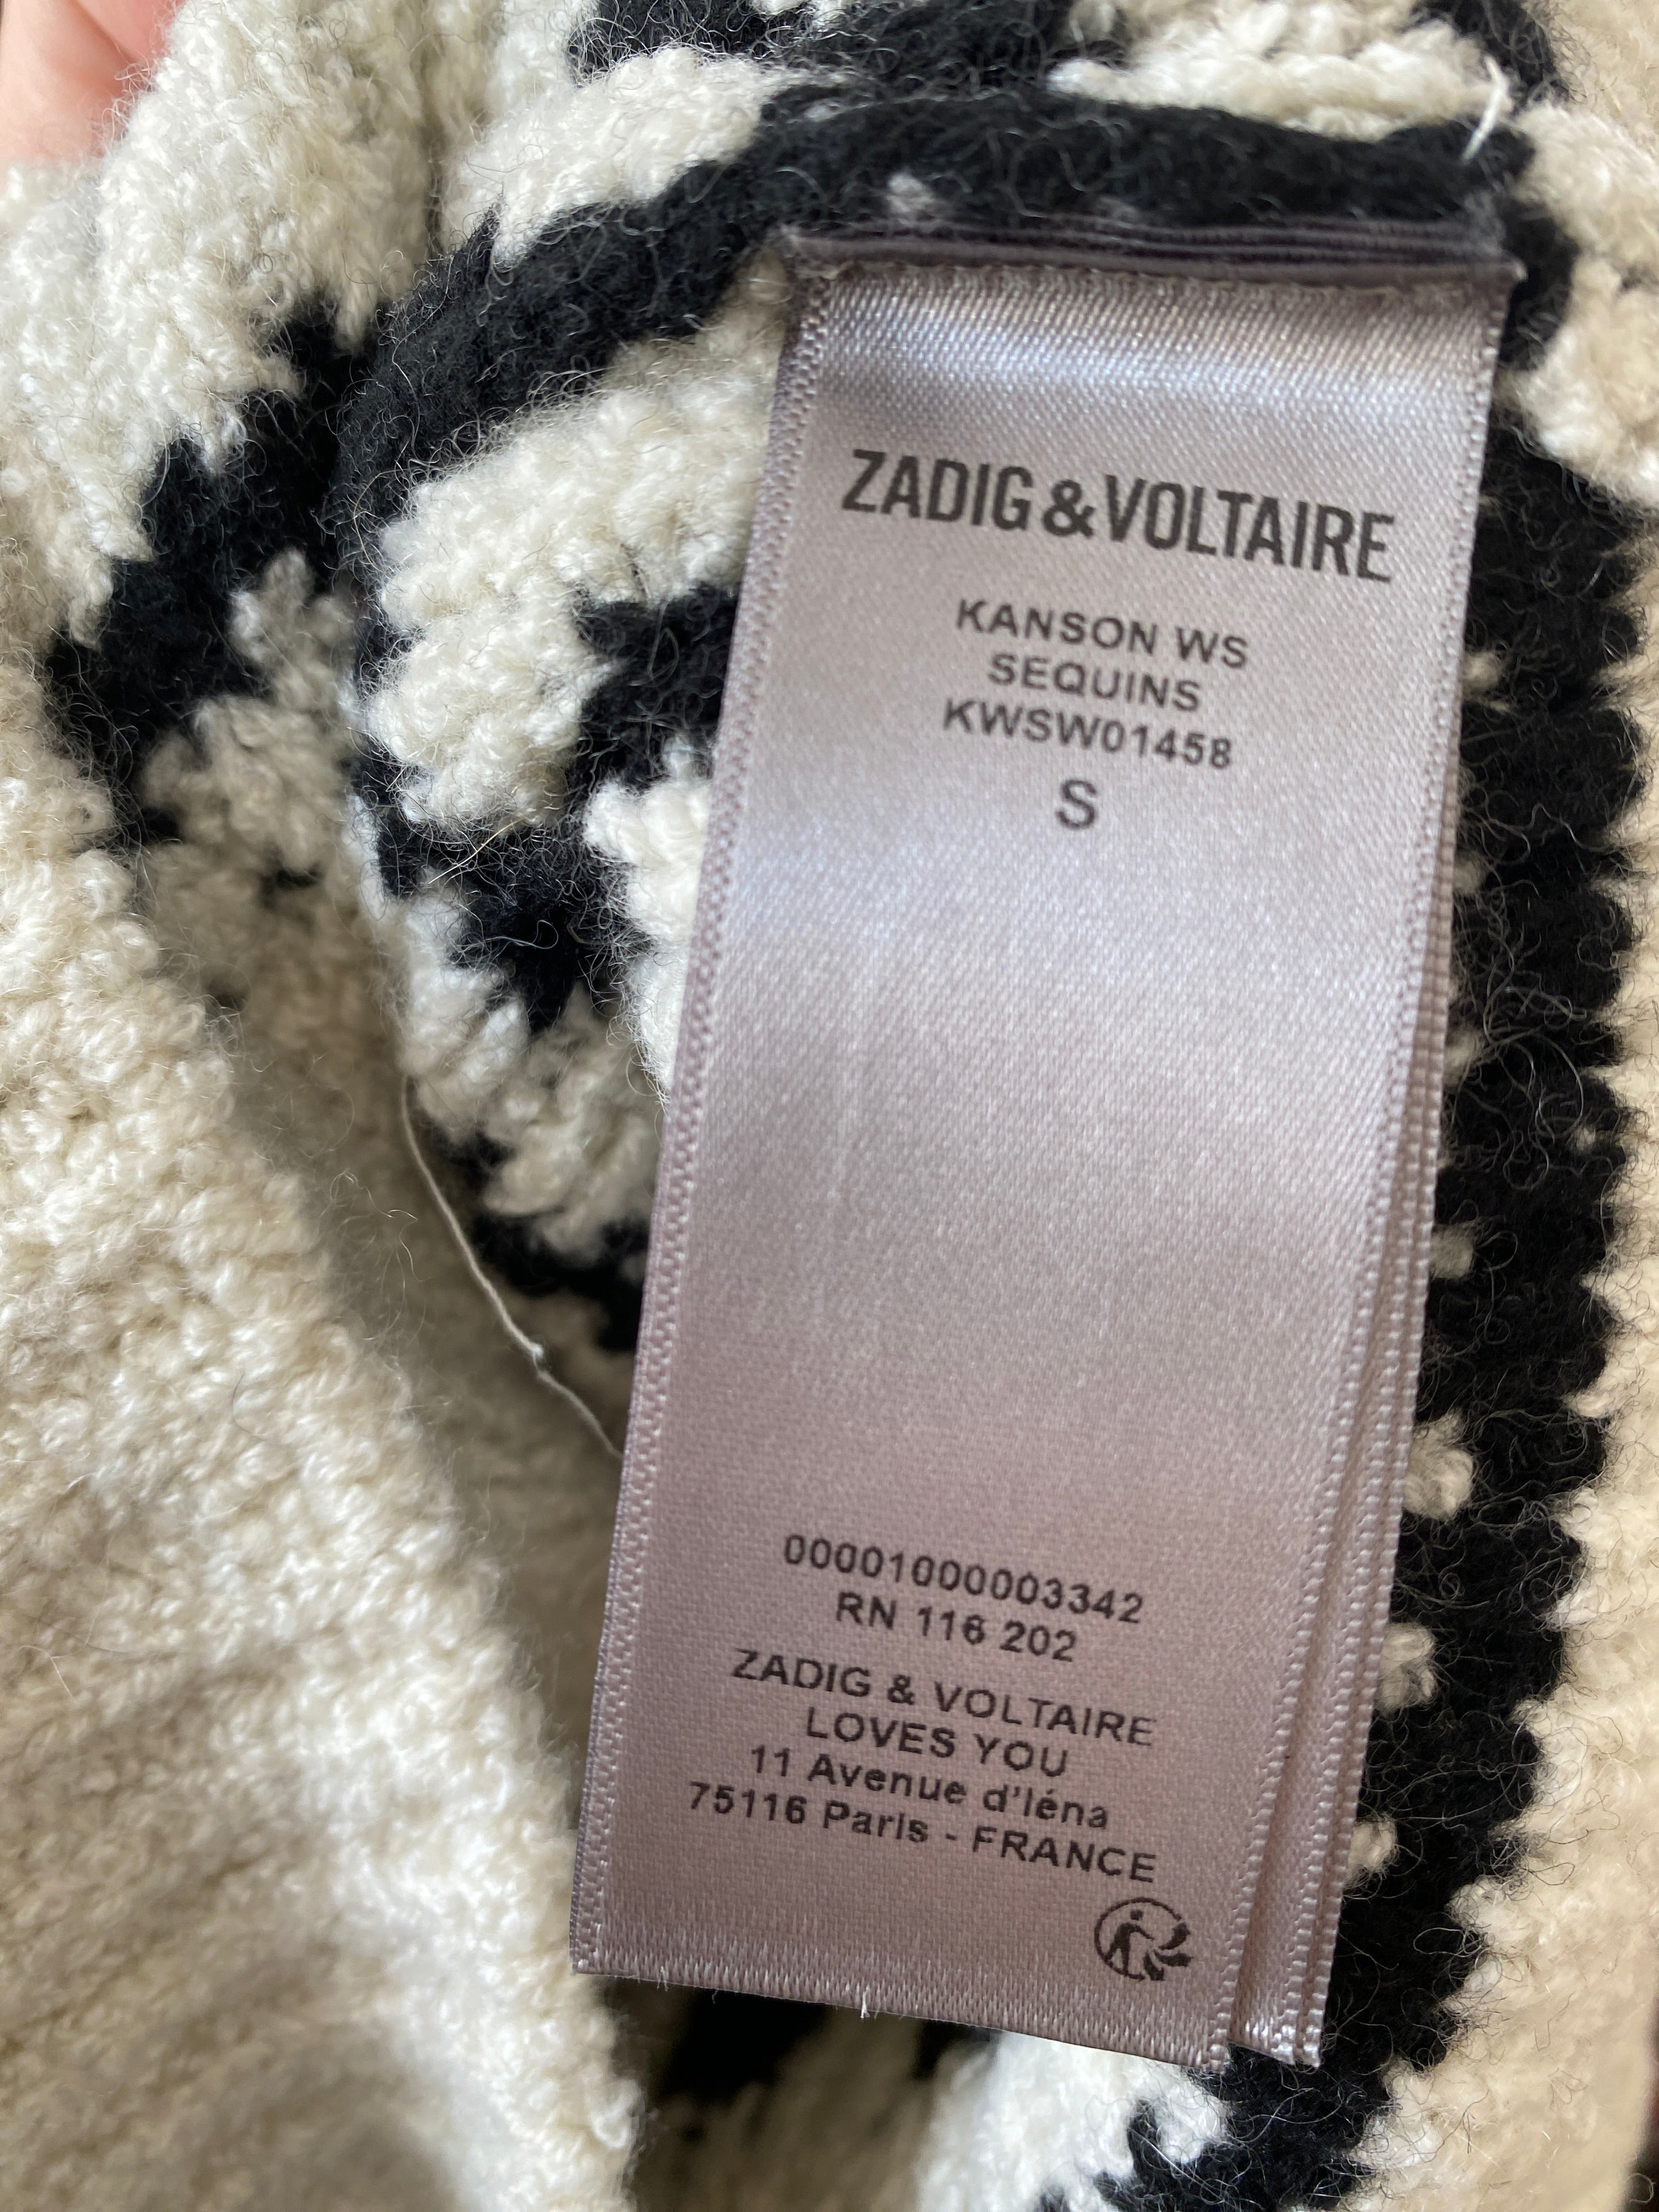 ZADIG&VOLTAIRE
KANSON WS
SEQUINS
KWSW01458
S
00001000003342
RN 116 202
ZADIG & VOLTAIRE
LOVES YOU
11 Avenue d'Iéna
75116 Paris - FRANCE